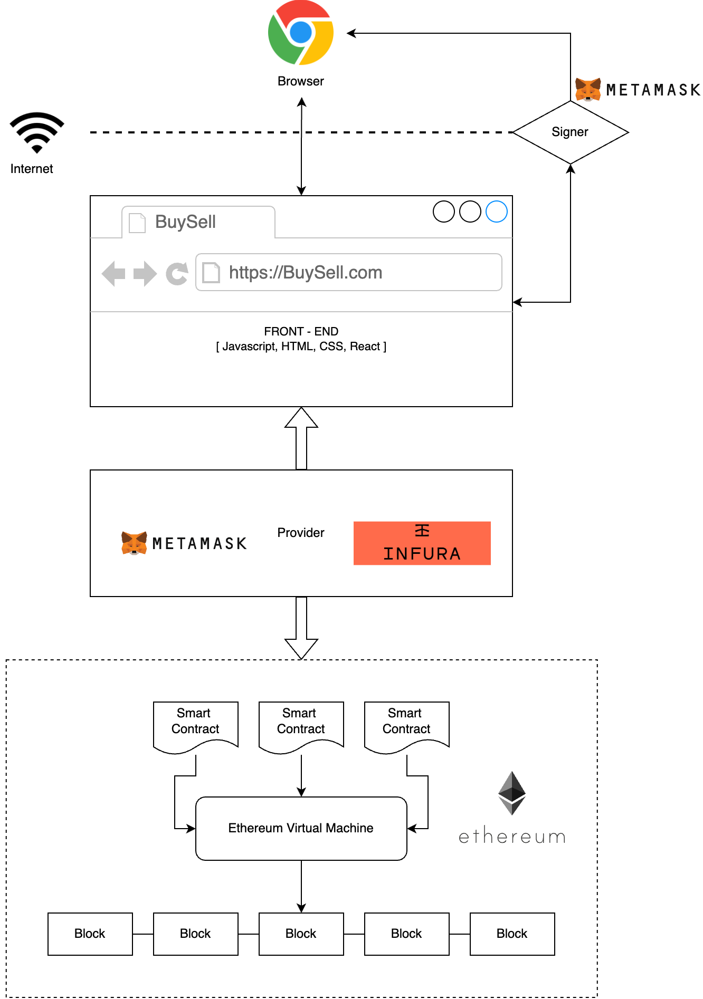 Browser
METAMASK
Signer
Internet
BuySell
https://BuySell.com
FRONT - END
[ Javascript, HTML, CSS, React ]
METAMASK
Provider
INFURA
Smart
Contract
Smart
Contract
Smart
Contract
Ethereum Virtual Machine
ethereum
Block
Block
Block
Block
Block